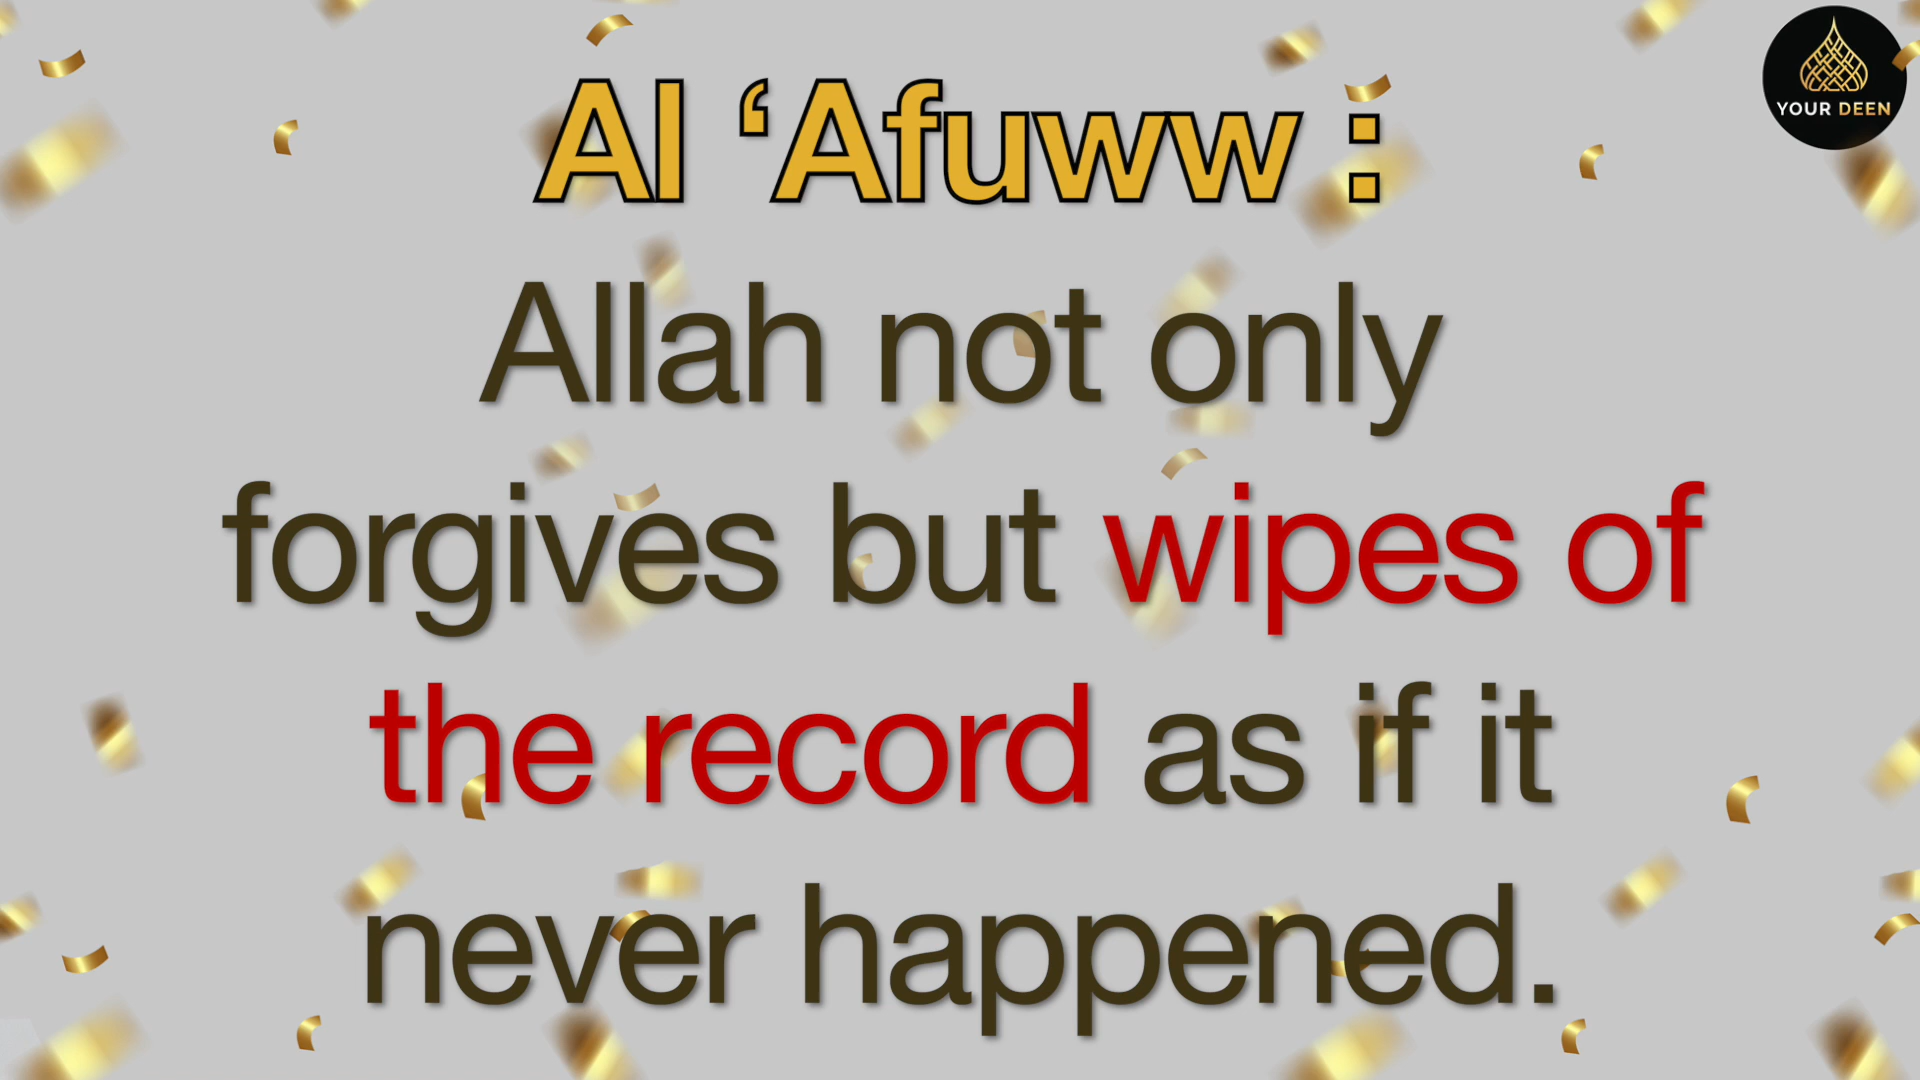 YOUR DEEN
Al ‘Afuww :
Allah not only
forgives but wipes of
the record as if it
never happened.